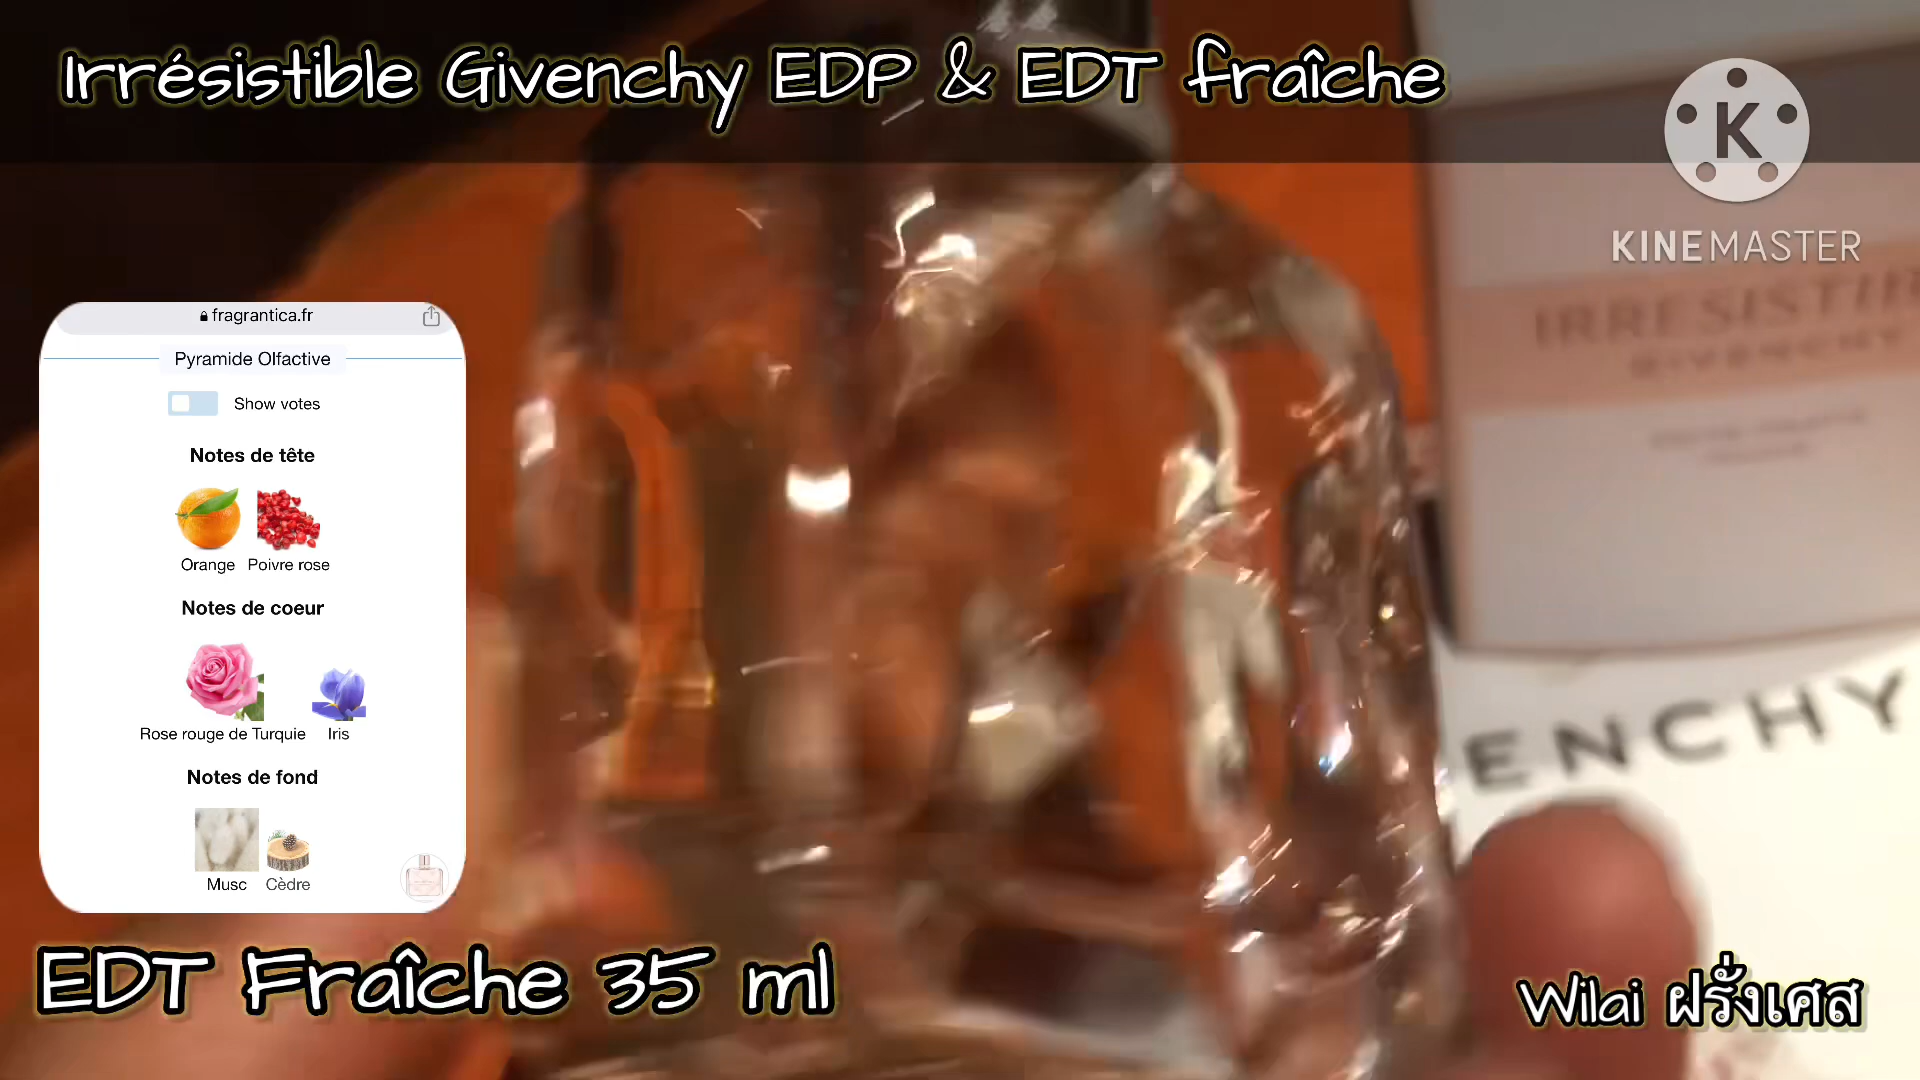 Irrésistible Givenchy EDP & EDT fraîche
K
KINEMASTER
fragrantica.fr
Pyramide Olfactive
Show votes
Notes de tête
Orange Poivre rose
Notes de coeur
Rose rouge de Turquie Iris
Notes de fond
Musc Cèdre
IRRESISTIB
GIVENCHY
ENCHY
EDT Fraîche 35 ml
Wilai ฝรั่งเศส